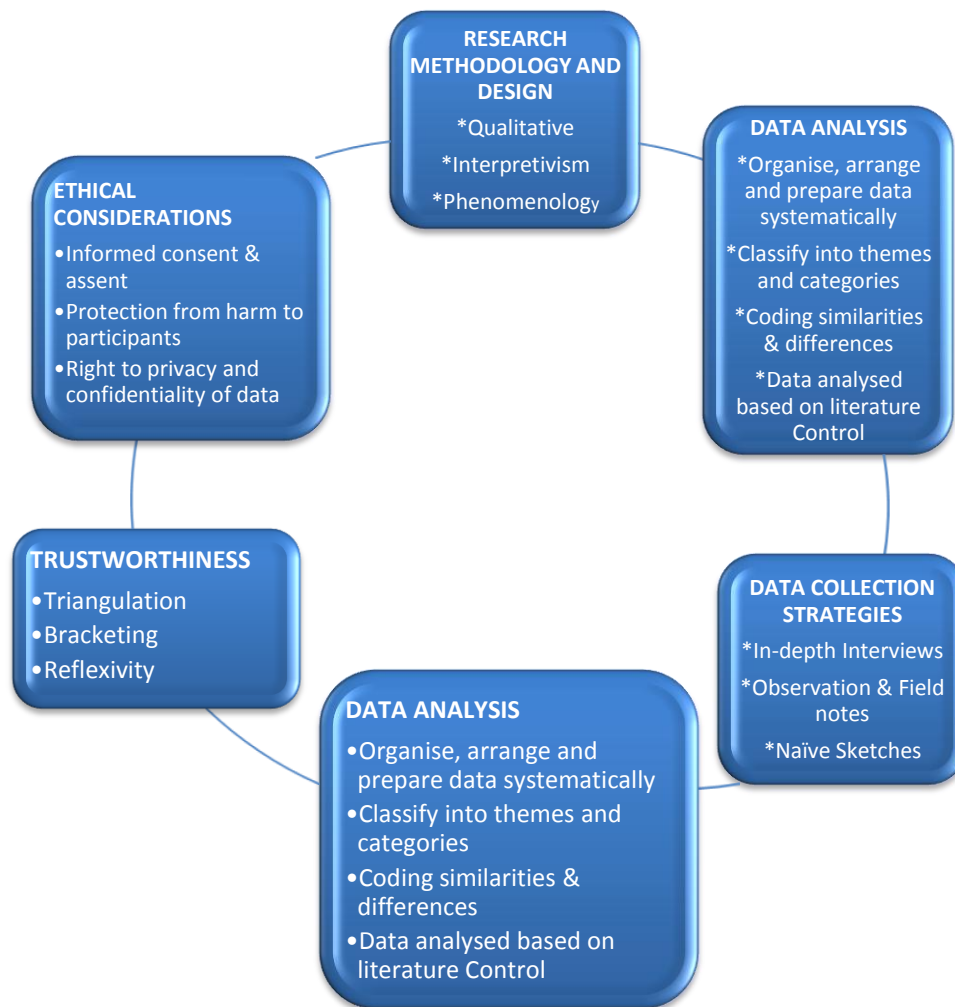 RESEARCH
METHODOLOGY AND
DESIGN
*Qualitative
*Interpretivism
*Phenomenology
DATA ANALYSIS
*Organise, arrange
and prepare data
systematically
*Classify into themes
and categories
*Coding similarities
& differences
*Data analysed
based on literature
Control
DATA COLLECTION
STRATEGIES
*In-depth Interviews
*Observation & Field
notes
*Naïve Sketches
DATA ANALYSIS
•Organise, arrange and
prepare data systematically
•Classify into themes and
categories
•Coding similarities &
differences
•Data analysed based on
literature Control
TRUSTWORTHINESS
•Triangulation
•Bracketing
•Reflexivity
ETHICAL
CONSIDERATIONS
•Informed consent &
assent
•Protection from harm to
participants
•Right to privacy and
confidentiality of data